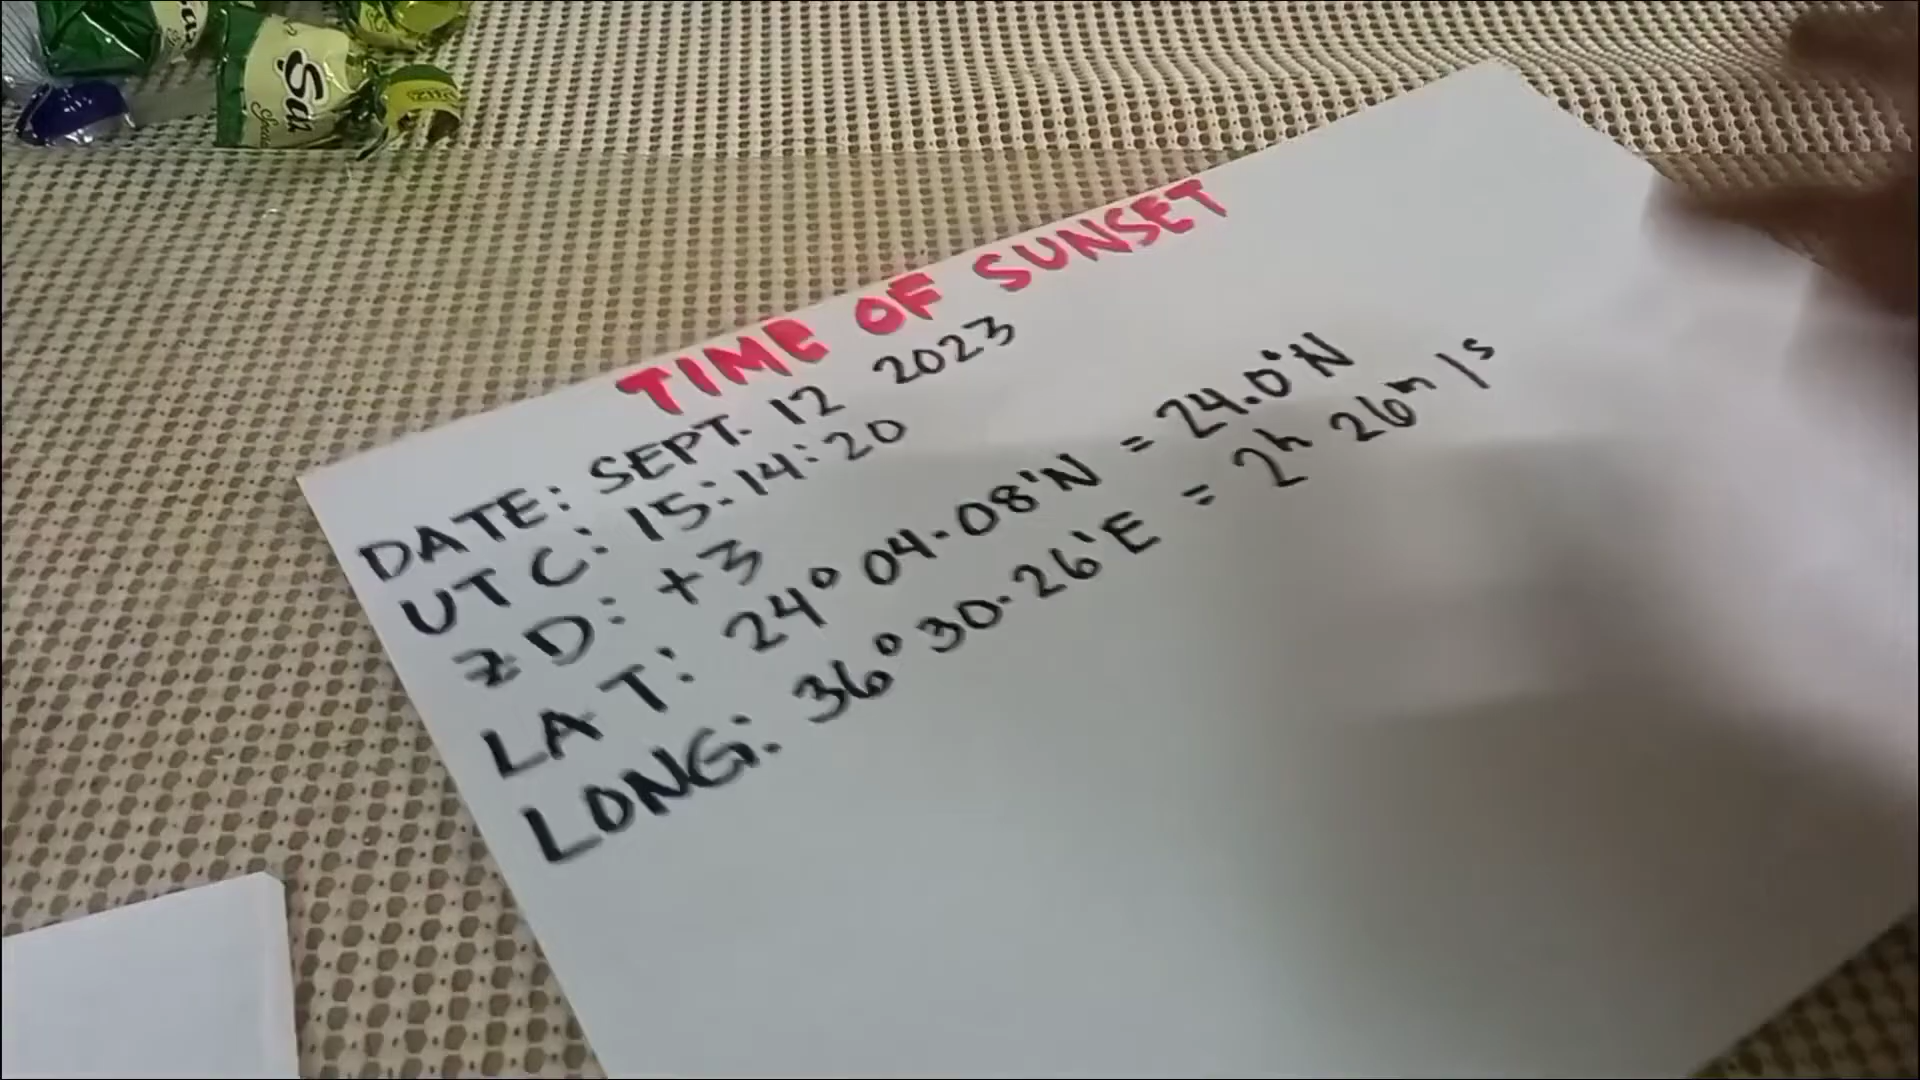 Su
TIME OF SUNSET
DATE: SEPT. 12 2023
UTC: 15:14:20
ZD: +3
LAT: 24° 04.08'N = 24.0°N
LONG: 36° 30.26'E = 2h 26m 1s